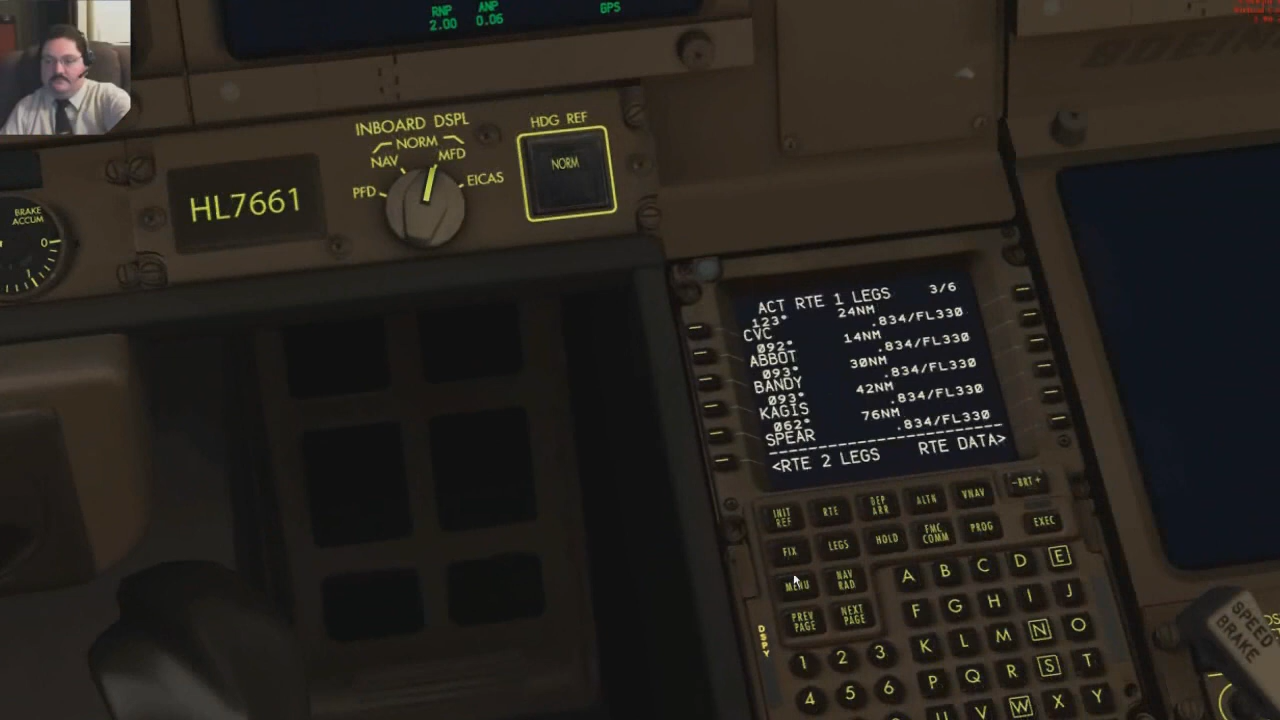 RNP
2.00
ANP
0.06
GPS
BOEIN
INBOARD DSPL
NORM
NAV
MFD
PFD
EICAS
HDG REF
NORM
HL7661
BRAKE
ACCUM
0
ACT RTE 1 LEGS 3/6
123° 24NM
CVC .834/FL330
092° 14NM
ABBOT .834/FL330
093° 30NM
BANDY .834/FL330
093° 42NM
KAGIS .834/FL330
062° 76NM
SPEAR .834/FL330
<RTE 2 LEGS RTE DATA>
INIT REF
RTE
DEP ARR
ALTN
VNAV
-BRT+
FIX
LEGS
HOLD
FMC COMM
PROG
EXEC
MENU
NAV RAD
PREV PAGE
NEXT PAGE
A B C D E
F G H I J
K L M N O
P Q R S T
U V W X Y
1 2 3
4 5 6
DSPY
SPEED
BRAKE